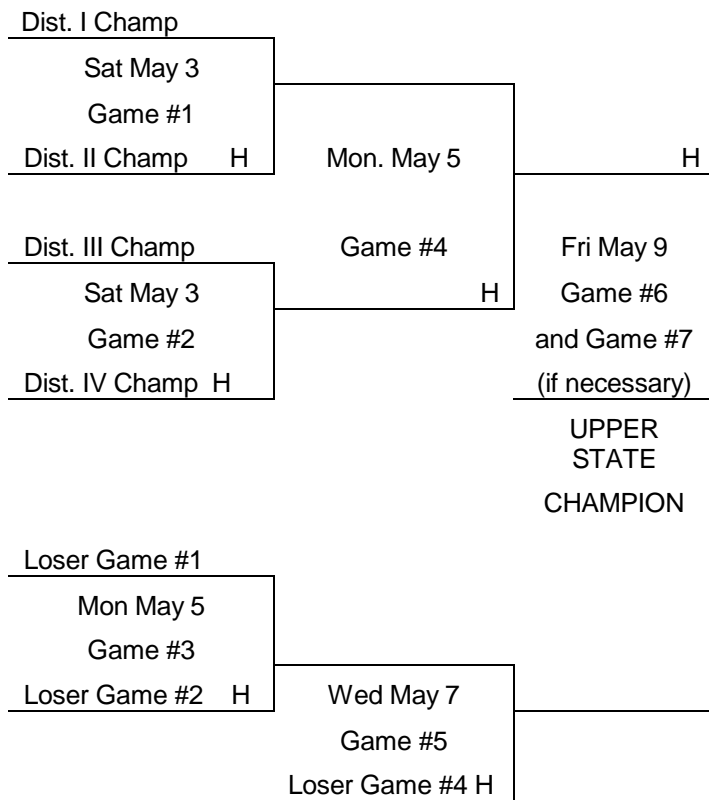 Dist. I Champ
Sat May 3
Game #1
Dist. II Champ H
Mon. May 5
H
Dist. III Champ
Game #4
Fri May 9
Sat May 3
H
Game #6
Game #2
and Game #7
Dist. IV Champ H
(if necessary)
UPPER
STATE
CHAMPION
Loser Game #1
Mon May 5
Game #3
Loser Game #2 H
Wed May 7
Game #5
Loser Game #4 H